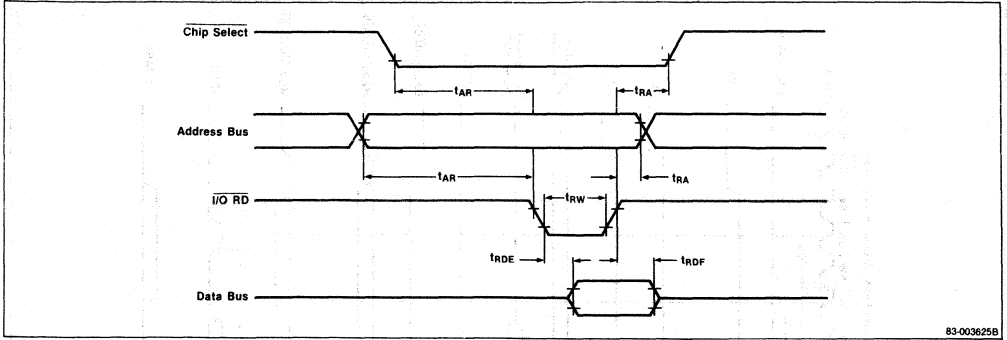 Chip Select
tAR
tRA
Address Bus
tAR
tRA
I/O RD
tRW
tRDE
tRDF
Data Bus
83-003625B